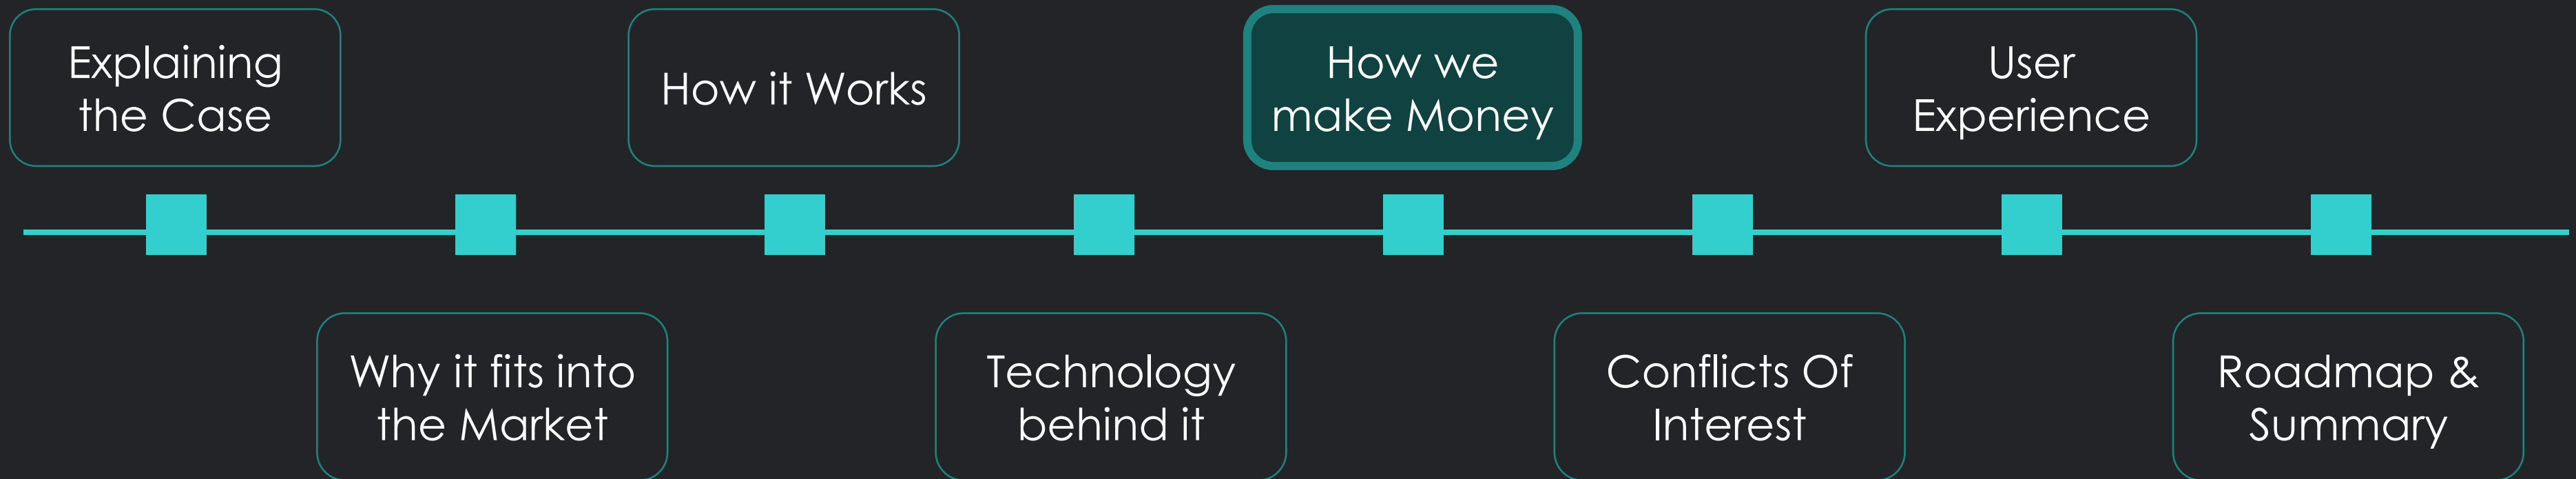 Explaining
the Case
Why it fits into
the Market
How it Works
Technology
behind it
How we
make Money
Conflicts Of
Interest
User
Experience
Roadmap &
Summary